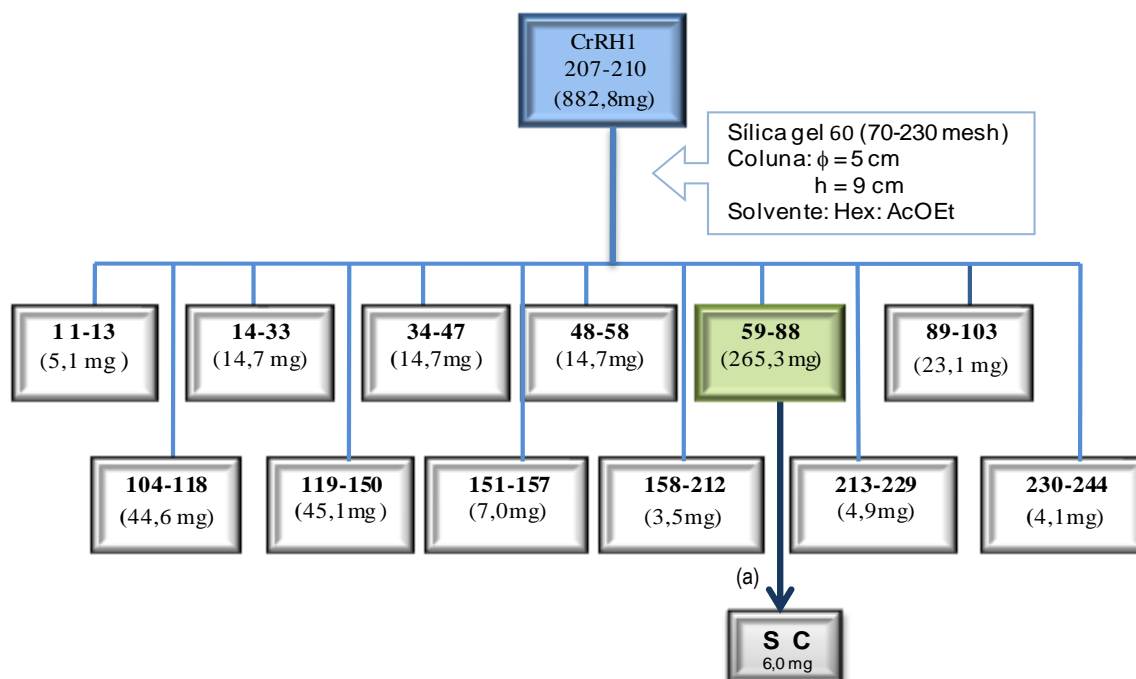 CrRH1
207-210
(882,8mg)
Sílica gel 60 (70-230 mesh)
Coluna: ϕ = 5 cm
h = 9 cm
Solvente: Hex: AcOEt
1 1-13
(5,1 mg )
14-33
(14,7 mg)
34-47
(14,7mg)
48-58
(14,7mg)
59-88
(265,3mg)
89-103
(23,1 mg)
104-118
(44,6 mg)
119-150
(45,1mg )
151-157
(7,0mg)
158-212
(3,5mg)
213-229
(4,9mg)
230-244
(4,1mg)
(a)
S C
6,0 mg